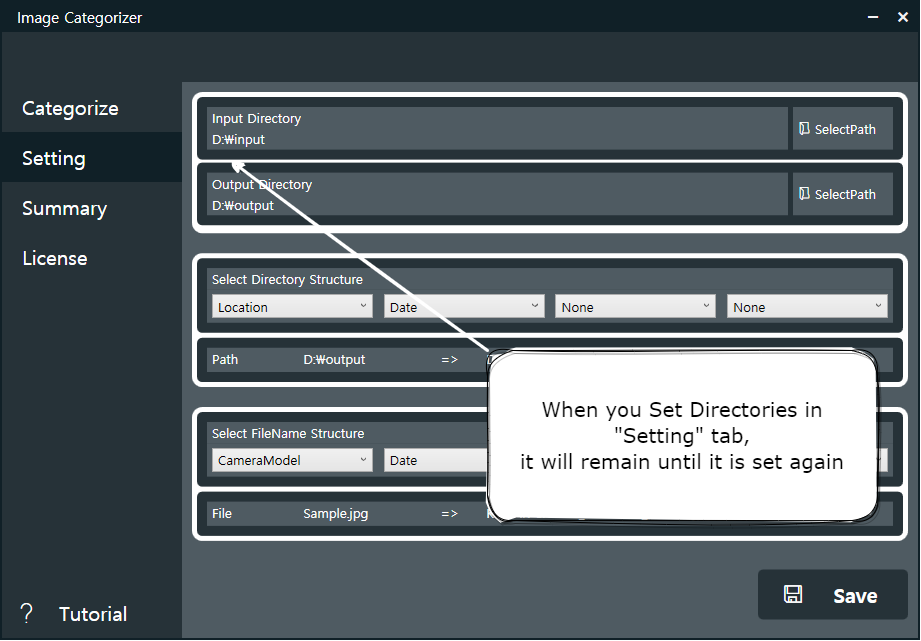 Image Categorizer
Categorize
Setting
Summary
License
? Tutorial
Input Directory
D:₩input
SelectPath
Output Directory
D:₩output
SelectPath
Select Directory Structure
Location Date None None
Path D:₩output =>
Select FileName Structure
CameraModel Date
File Sample.jpg =>
When you Set Directories in
"Setting" tab,
it will remain until it is set again
Save